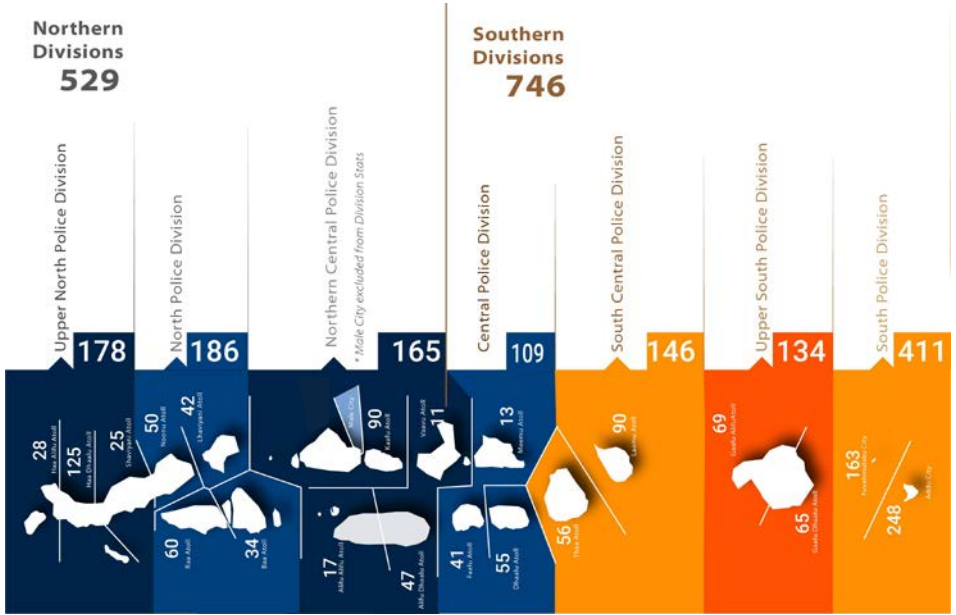 Northern
Divisions
529
Southern
Divisions
746
Upper North Police Division
178
North Police Division
186
Northern Central Police Division
* Male City excluded from Division Stats
165
Central Police Division
109
South Central Police Division
146
Upper South Police Division
134
South Police Division
411
28
Haa Alifu Atoll
125
Haa Dhaalu Atoll
25
Shaviyani Atoll
50
Noonu Atoll
42
Lhaviyani Atoll
60
Raa Atoll
34
Baa Atoll
Male City
90
Kaafu Atoll
17
Alifu Alifu Atoll
47
Alifu Dhaalu Atoll
Vaavu Atoll
11
13
Meemu Atoll
41
Faafu Atoll
55
Dhaalu Atoll
56
Thaa Atoll
90
Laamu Atoll
69
Gaafu AlifuAtoll
65
Gaafu Dhaalu Atoll
163
Fuvahmulaku City
248
Addu City